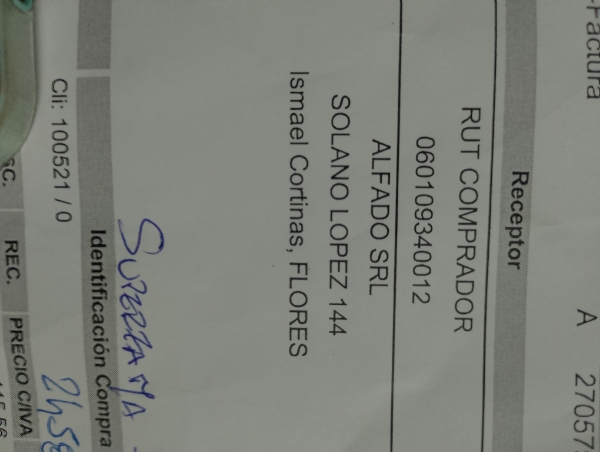 -Factura
A 27057
Receptor
RUT COMPRADOR
060109340012
ALFADO SRL
SOLANO LOPEZ 144
Ismael Cortinas, FLORES
Identificación Compra
Cli: 100521 / 0
REC. PRECIO C/IVA